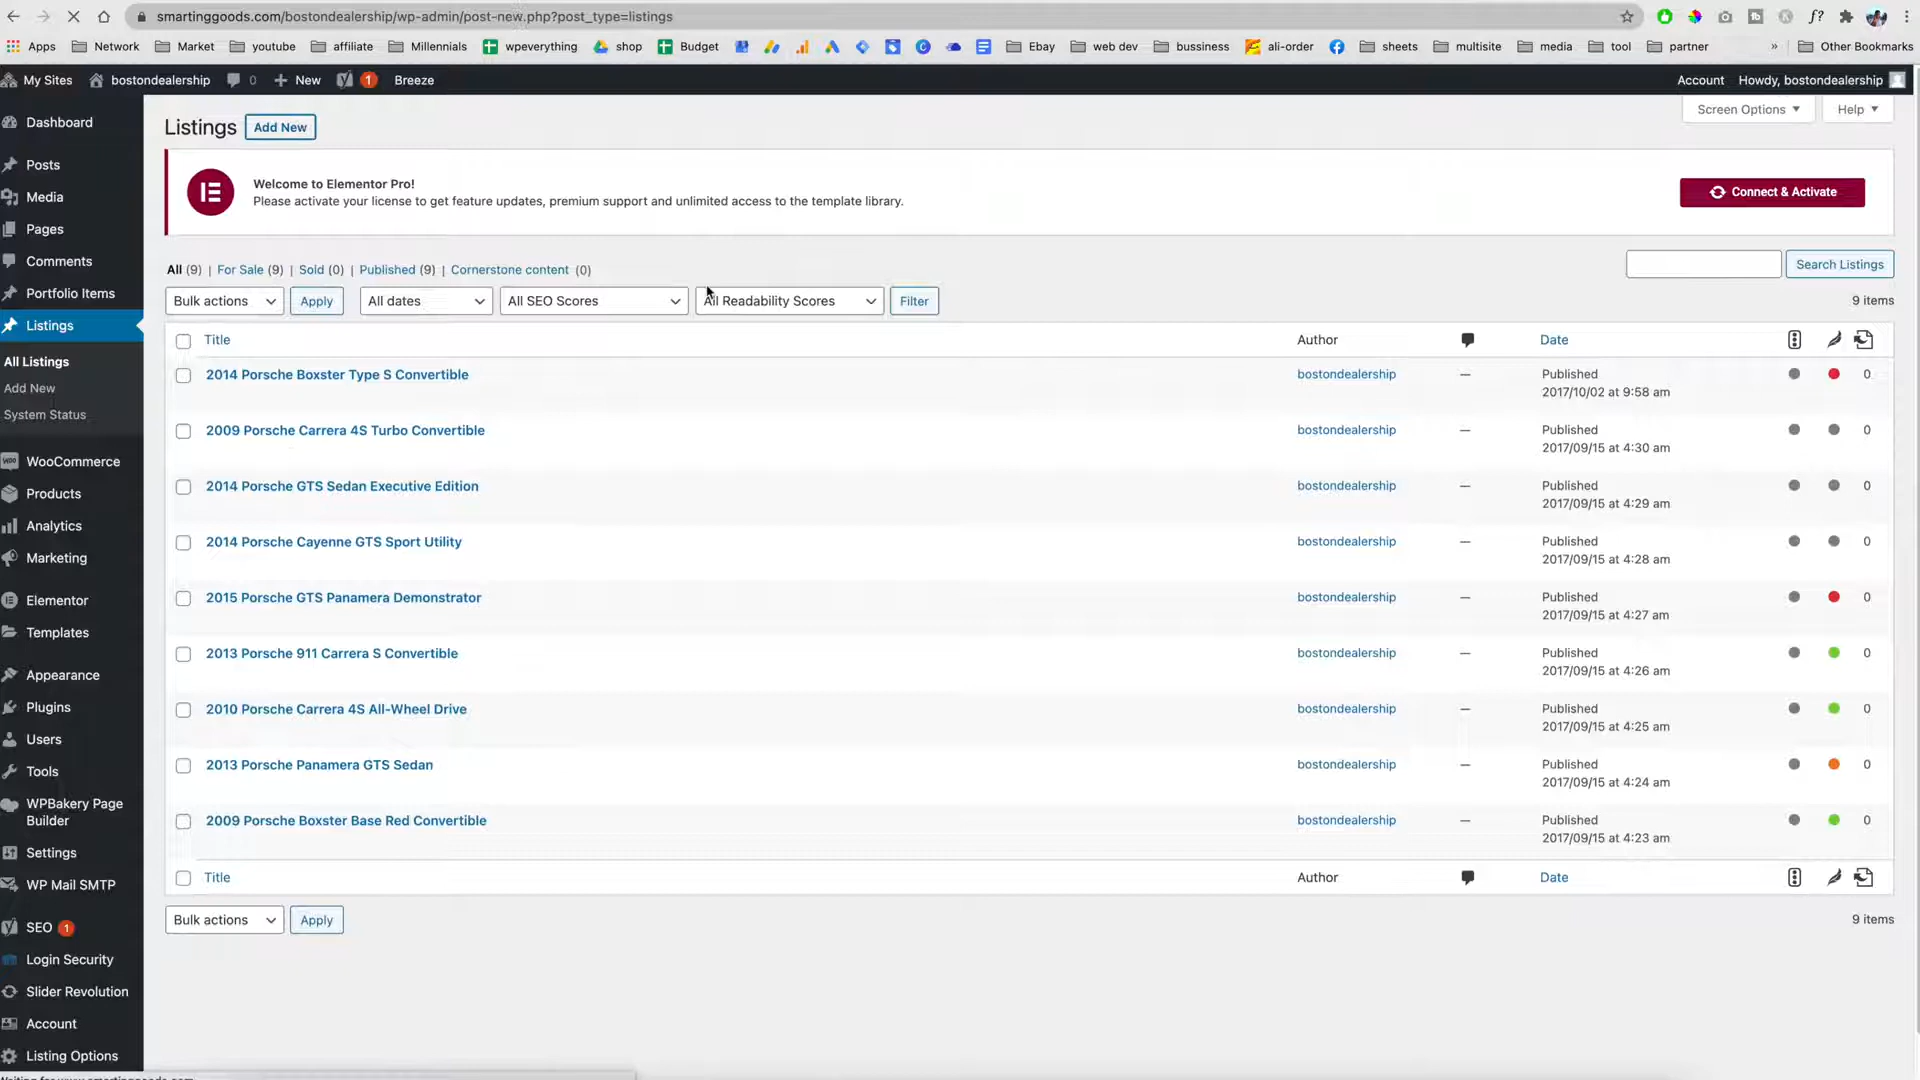 smartinggoods.com/bostondealership/wp-admin/post-new.php?post_type=listings
Apps Network Market youtube affiliate Millennials wpeverything shop Budget Ebay web dev bussiness ali-order sheets multisite media tool partner » Other Bookmarks
My Sites bostondealership 0 + New 1 Breeze Account Howdy, bostondealership
Screen Options Help
Listings Add New
Welcome to Elementor Pro!
Please activate your license to get feature updates, premium support and unlimited access to the template library.
Connect & Activate
All (9) | For Sale (9) | Sold (0) | Published (9) | Cornerstone content (0)
Search Listings
Bulk actions Apply All dates All SEO Scores All Readability Scores Filter
9 items
Title Author Date
2014 Porsche Boxster Type S Convertible bostondealership — Published 0
2017/10/02 at 9:58 am
2009 Porsche Carrera 4S Turbo Convertible bostondealership — Published 0
2017/09/15 at 4:30 am
2014 Porsche GTS Sedan Executive Edition bostondealership — Published 0
2017/09/15 at 4:29 am
2014 Porsche Cayenne GTS Sport Utility bostondealership — Published 0
2017/09/15 at 4:28 am
2015 Porsche GTS Panamera Demonstrator bostondealership — Published 0
2017/09/15 at 4:27 am
2013 Porsche 911 Carrera S Convertible bostondealership — Published 0
2017/09/15 at 4:26 am
2010 Porsche Carrera 4S All-Wheel Drive bostondealership — Published 0
2017/09/15 at 4:25 am
2013 Porsche Panamera GTS Sedan bostondealership — Published 0
2017/09/15 at 4:24 am
2009 Porsche Boxster Base Red Convertible bostondealership — Published 0
2017/09/15 at 4:23 am
Title Author Date
Bulk actions Apply
9 items
Dashboard
Posts
Media
Pages
Comments
Portfolio Items
Listings
All Listings
Add New
System Status
WooCommerce
Products
Analytics
Marketing
Elementor
Templates
Appearance
Plugins
Users
Tools
WPBakery Page
Builder
Settings
WP Mail SMTP
SEO 1
Login Security
Slider Revolution
Account
Listing Options